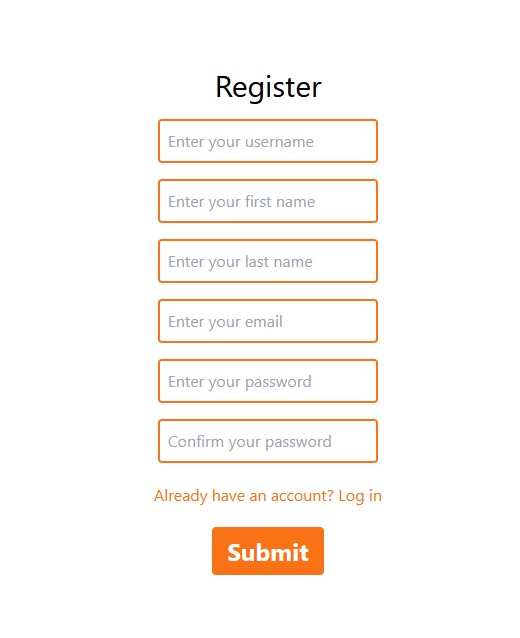 Register
Enter your username
Enter your first name
Enter your last name
Enter your email
Enter your password
Confirm your password
Already have an account? Log in
Submit